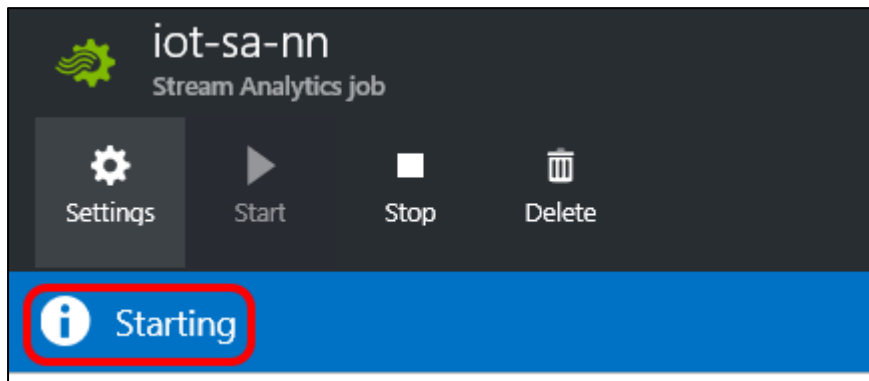 iot-sa-nn
Stream Analytics job
Settings
Start
Stop
Delete
Starting